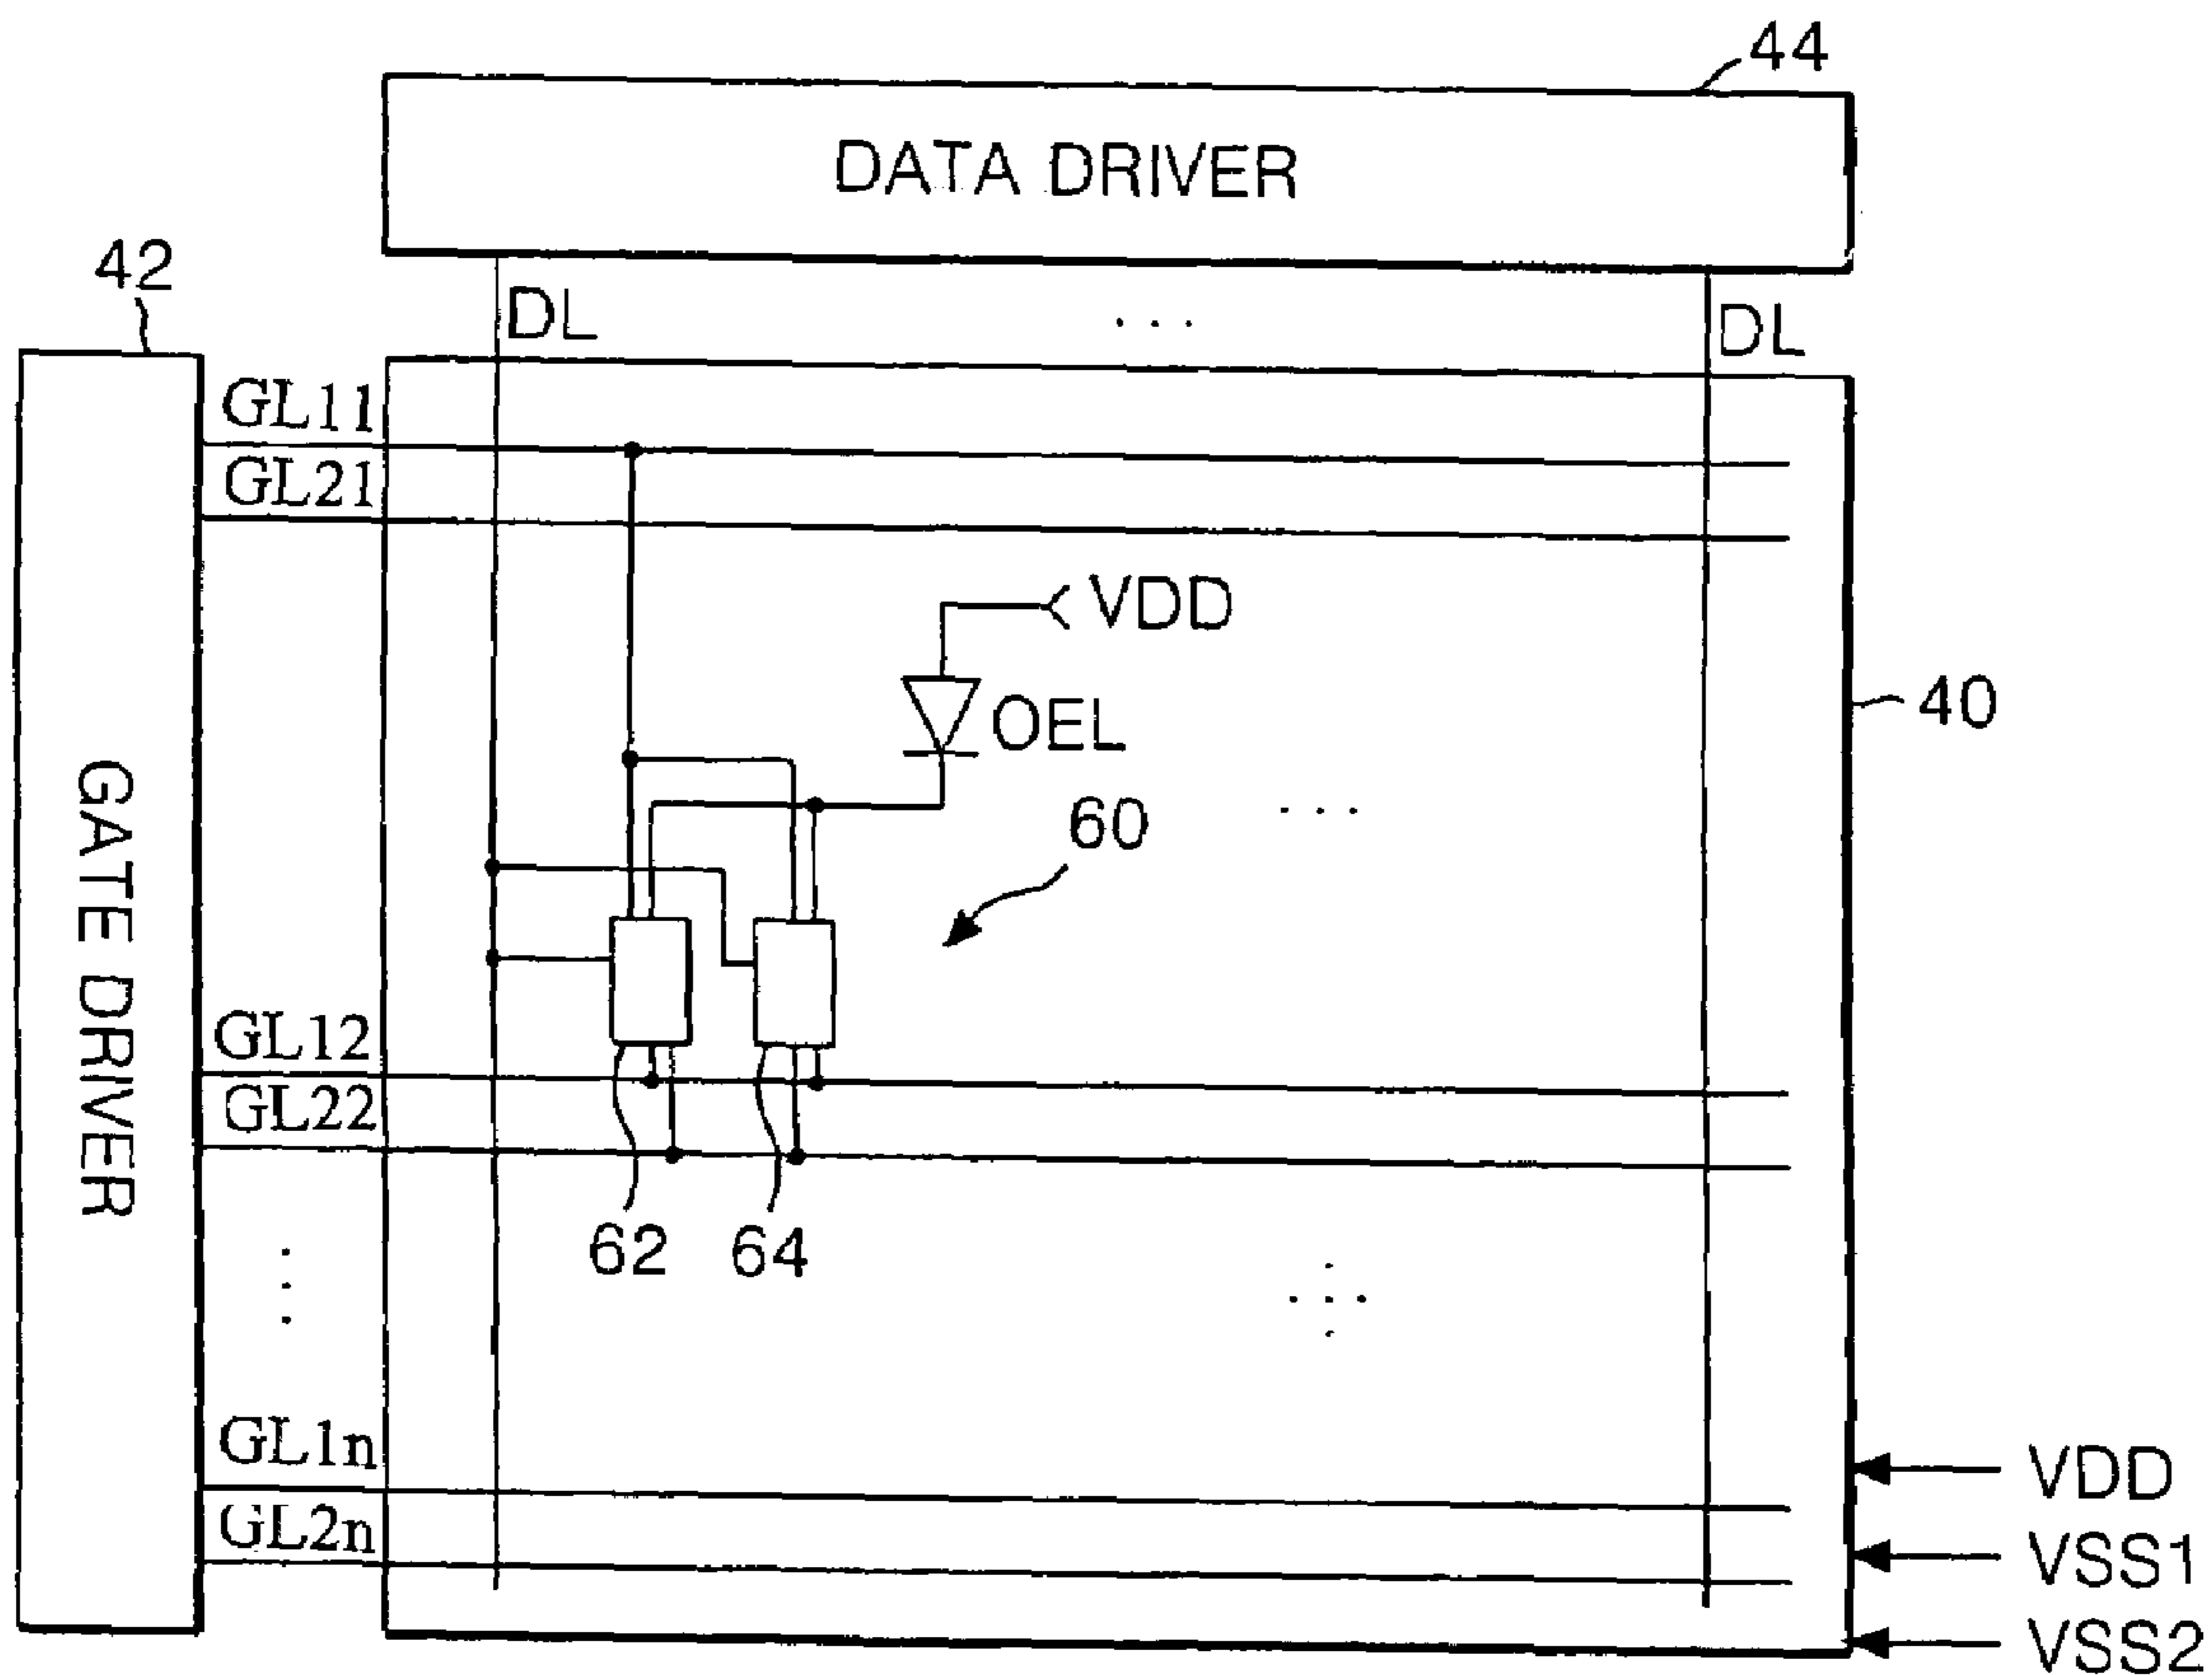 44
DATA DRIVER
42
DL
...
DL
GL11
GL21
VDD
OEL
40
60
...
GATE DRIVER
GL12
GL22
62
64
GL1n
GL2n
VDD
VSS1
VSS2